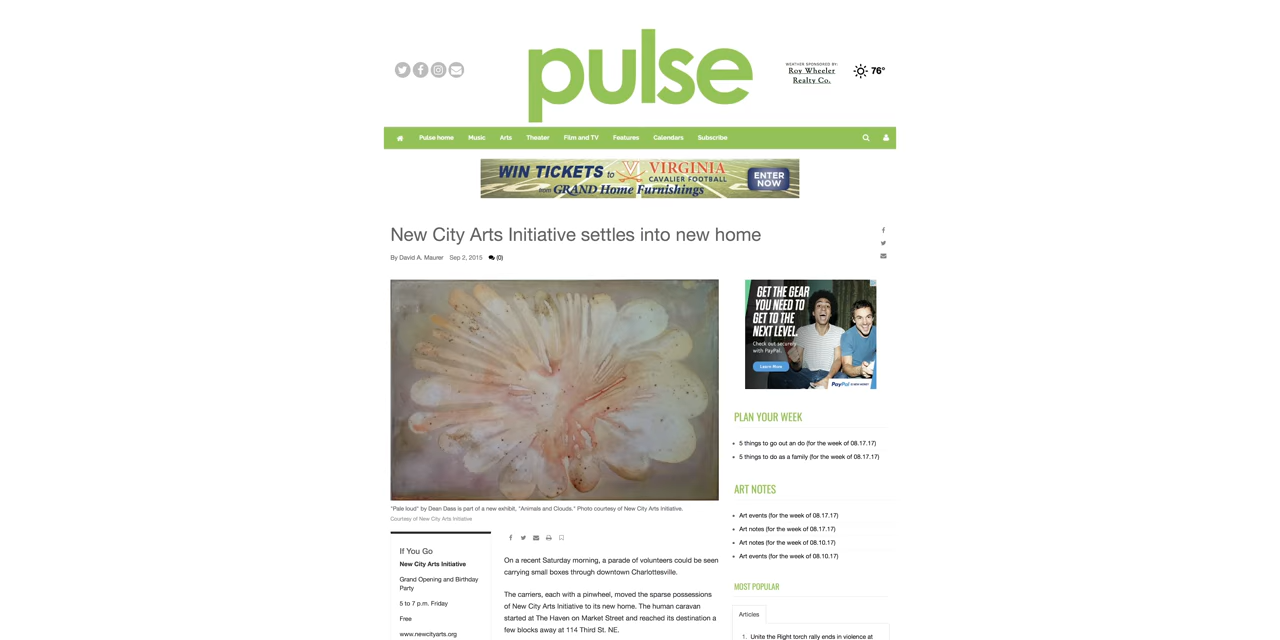 pulse
WEATHER SPONSORED BY:
Roy Wheeler
Realty Co.
76°
Pulse home Music Arts Theater Film and TV Features Calendars Subscribe
WIN TICKETS to VIRGINIA
CAVALIER FOOTBALL
from GRAND Home Furnishings
ENTER
NOW
New City Arts Initiative settles into new home
By David A. Maurer Sep 2, 2015 (0)
GET THE GEAR
YOU NEED TO
GET TO THE
NEXT LEVEL.
Check out securely
with PayPal.
Learn More
PayPal
"Pale loud" by Dean Dass is part of a new exhibit, "Animals and Clouds." Photo courtesy of New City Arts Initiative.
Courtesy of New City Arts Initiative
If You Go
New City Arts Initiative
Grand Opening and Birthday
Party
5 to 7 p.m. Friday
Free
www.newcityarts.org
On a recent Saturday morning, a parade of volunteers could be seen
carrying small boxes through downtown Charlottesville.
The carriers, each with a pinwheel, moved the sparse possessions
of New City Arts Initiative to its new home. The human caravan
started at The Haven on Market Street and reached its destination a
few blocks away at 114 Third St. NE.
PLAN YOUR WEEK
5 things to go out an do (for the week of 08.17.17)
5 things to do as a family (for the week of 08.17.17)
ART NOTES
Art events (for the week of 08.17.17)
Art notes (for the week of 08.17.17)
Art notes (for the week of 08.10.17)
Art events (for the week of 08.10.17)
MOST POPULAR
Articles
1. Unite the Right torch rally ends in violence at